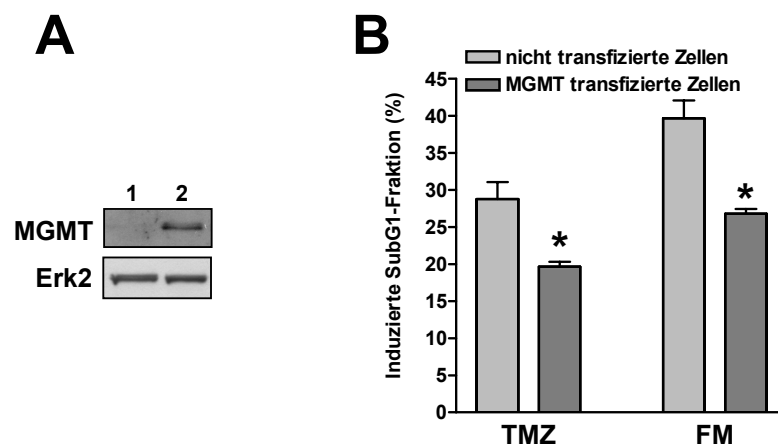 A
1 2
MGMT
Erk2
B
nicht transfizierte Zellen
MGMT transfizierte Zellen
Induzierte SubG1-Fraktion (%)
45
40
35
30
25
20
15
10
5
0
*
*
TMZ FM